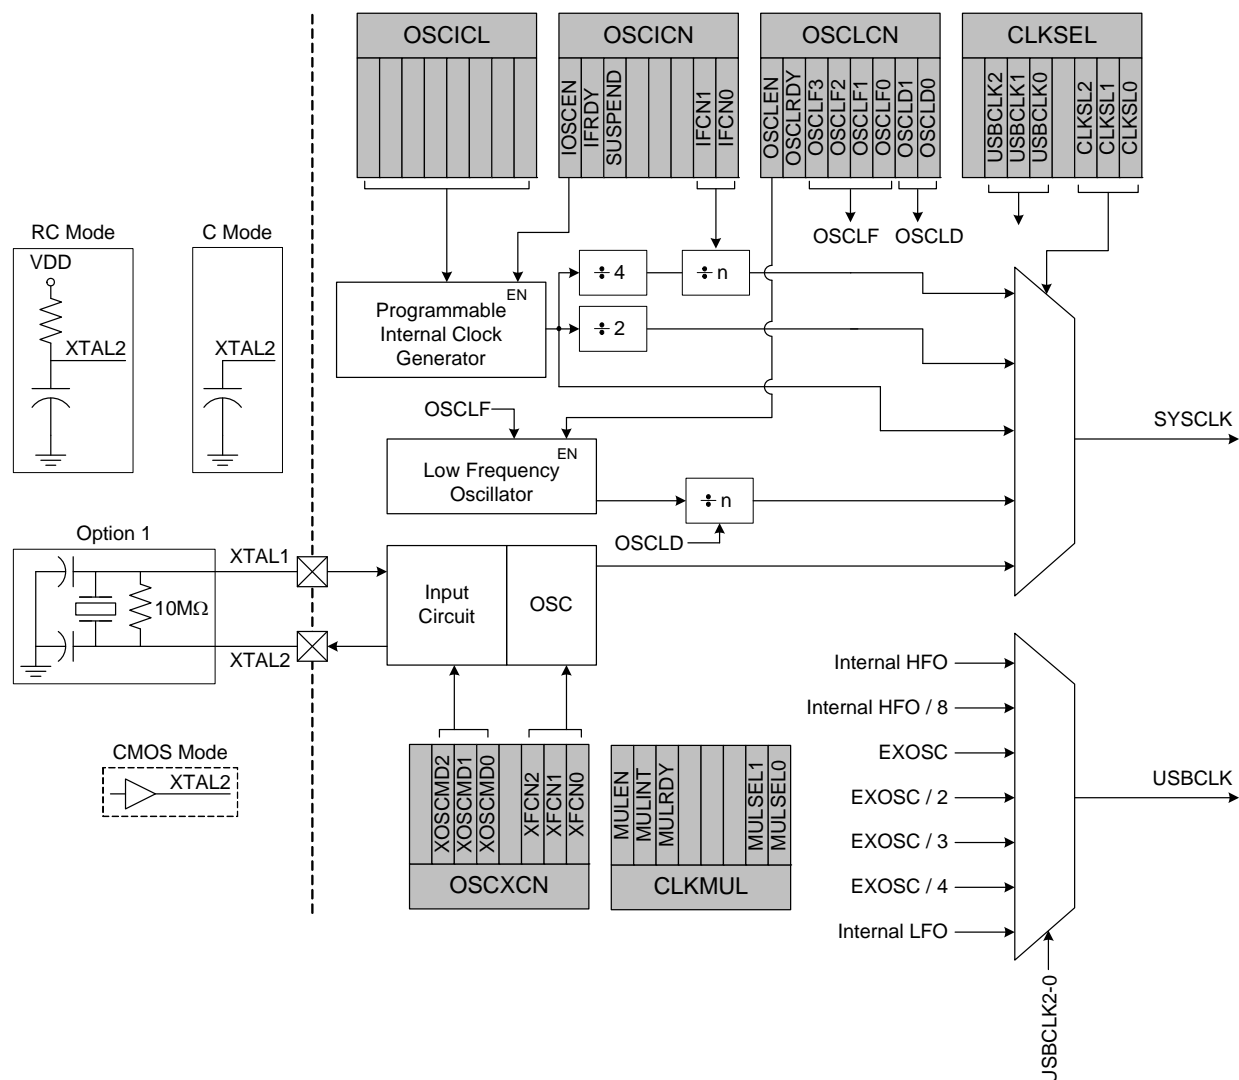 OSCICL
OSCICN
OSCLCN
CLKSEL
IOSCEN
IFRDY
SUSPEND
IFCN1
IFCN0
OSCLEN
OSCLRDY
OSCLF3
OSCLF2
OSCLF1
OSCLF0
OSCLD1
OSCLD0
USBCLK2
USBCLK1
USBCLK0
CLKSL2
CLKSL1
CLKSL0
RC Mode
VDD
XTAL2
C Mode
XTAL2
OSCLF
OSCLD
EN
Programmable
Internal Clock
Generator
÷ 4
÷ n
÷ 2
OSCLF
EN
Low Frequency
Oscillator
÷ n
OSCLD
SYSCLK
Option 1
10MΩ
XTAL1
XTAL2
Input
Circuit
OSC
CMOS Mode
XTAL2
XOSCMD2
XOSCMD1
XOSCMD0
XFCN2
XFCN1
XFCN0
OSCXCN
MULEN
MULINT
MULRDY
MULSEL1
MULSEL0
CLKMUL
Internal HFO
Internal HFO / 8
EXOSC
EXOSC / 2
EXOSC / 3
EXOSC / 4
Internal LFO
USBCLK
USBCLK2-0